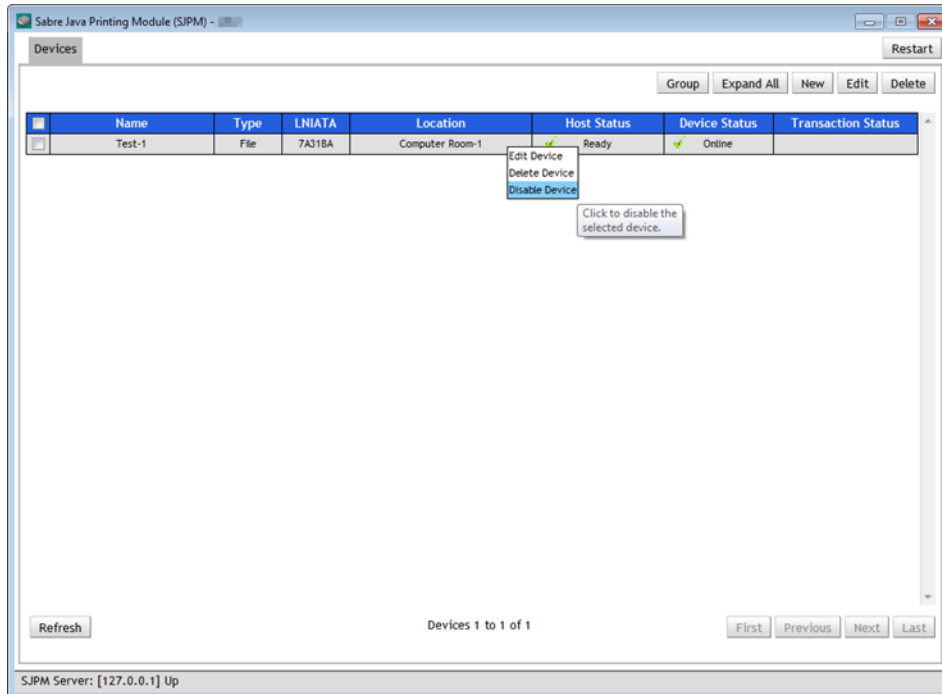 Sabre Java Printing Module (SJPM) -
Devices
Restart
Group Expand All New Edit Delete
Name Type LNIATA Location Host Status Device Status Transaction Status
Test-1 File 7A31BA Computer Room-1 Ready Online
Edit Device
Delete Device
Disable Device
Click to disable the
selected device.
Refresh Devices 1 to 1 of 1 First Previous Next Last
SJPM Server: [127.0.0.1] Up